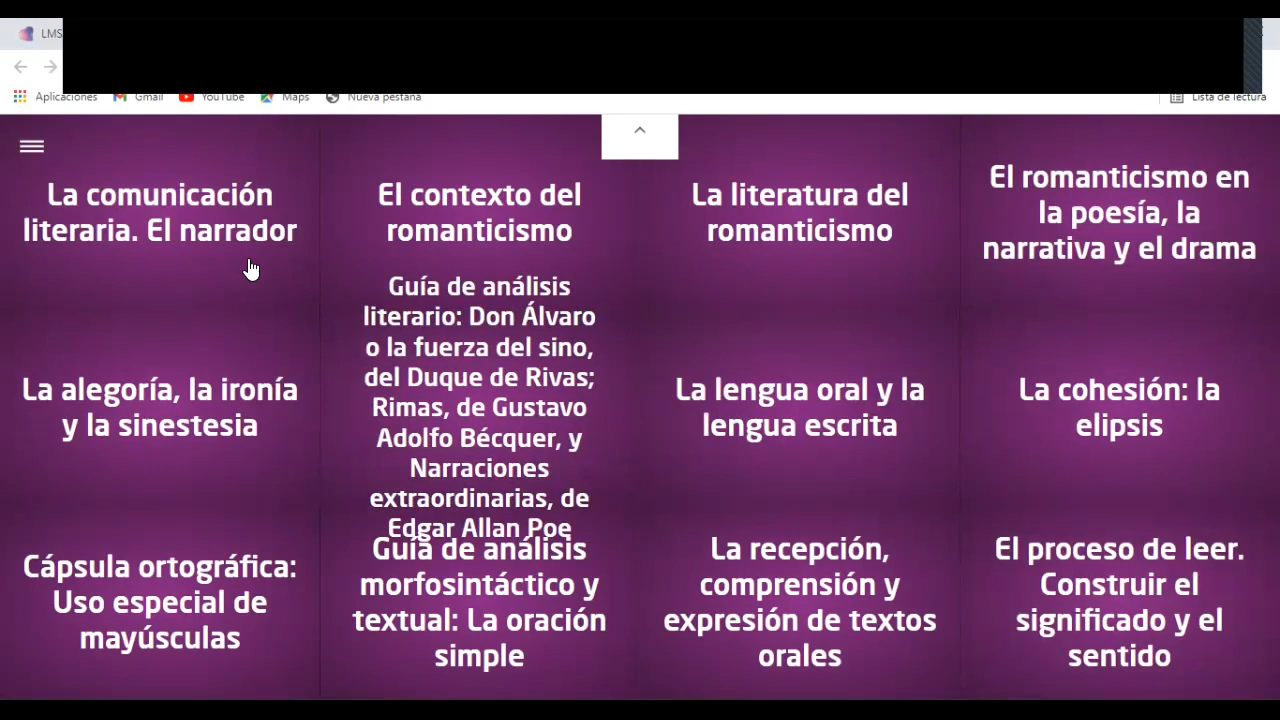 LMS
Aplicaciones Gmail YouTube Maps Nueva pestaña Lista de lectura
La comunicación
literaria. El narrador
El contexto del
romanticismo
La literatura del
romanticismo
El romanticismo en
la poesía, la
narrativa y el drama
La alegoría, la ironía
y la sinestesia
Guía de análisis
literario: Don Álvaro
o la fuerza del sino,
del Duque de Rivas;
Rimas, de Gustavo
Adolfo Bécquer, y
Narraciones
extraordinarias, de
Edgar Allan Poe
La lengua oral y la
lengua escrita
La cohesión: la
elipsis
Cápsula ortográfica:
Uso especial de
mayúsculas
Guía de análisis
morfosintáctico y
textual: La oración
simple
La recepción,
comprensión y
expresión de textos
orales
El proceso de leer.
Construir el
significado y el
sentido